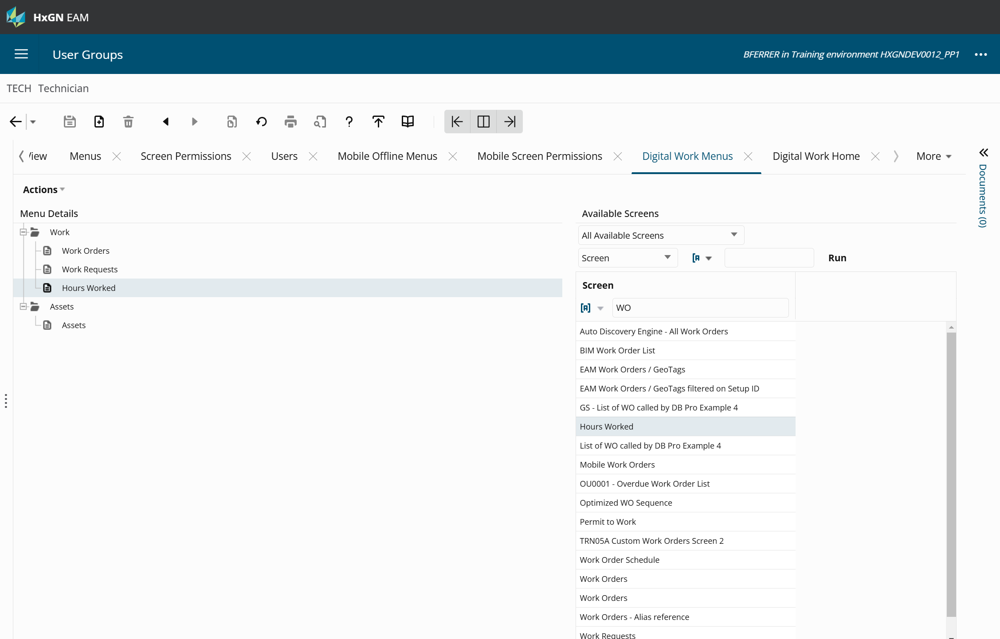 HxGN EAM
User Groups
BFERRER in Training environment HXGNDEV0012_PP1
TECH Technician
View
Menus
Screen Permissions
Users
Mobile Offline Menus
Mobile Screen Permissions
Digital Work Menus
Digital Work Home
More
Documents (0)
Actions
Menu Details
Work
Work Orders
Work Requests
Hours Worked
Assets
Assets
Available Screens
All Available Screens
Screen
Run
Screen
WO
Auto Discovery Engine - All Work Orders
BIM Work Order List
EAM Work Orders / GeoTags
EAM Work Orders / GeoTags filtered on Setup ID
GS - List of WO called by DB Pro Example 4
Hours Worked
List of WO called by DB Pro Example 4
Mobile Work Orders
OU0001 - Overdue Work Order List
Optimized WO Sequence
Permit to Work
TRN05A Custom Work Orders Screen 2
Work Order Schedule
Work Orders
Work Orders
Work Orders - Alias reference
Work Requests